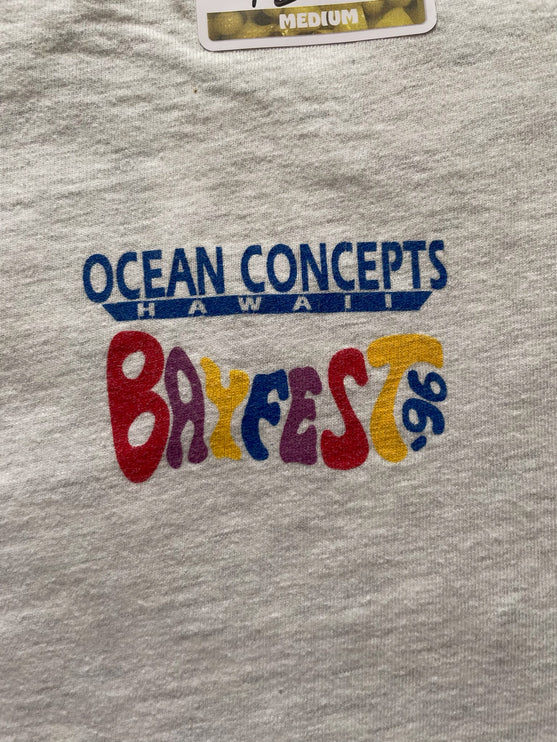 MEDIUM
OCEAN CONCEPTS
HAWAII
BAYFEST '96